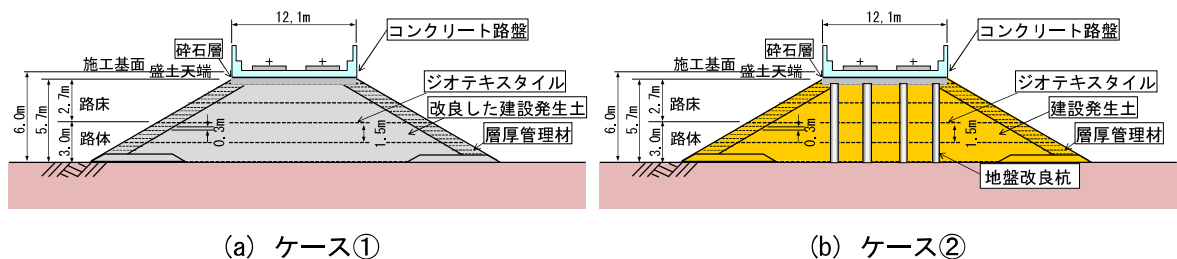 12,1m
コンクリート路盤
砕石層
施工基面
盛土天端
ジオテキスタイル
6.0m
5.7m
2.7m
路床
改良した建設発生土
3.0m
路体
0.3m
1.5m
層厚管理材
(a) ケース①
12,1m
コンクリート路盤
砕石層
施工基面
盛土天端
ジオテキスタイル
6.0m
5.7m
2.7m
路床
建設発生土
3.0m
路体
0.3m
1.5m
層厚管理材
地盤改良杭
(b) ケース②